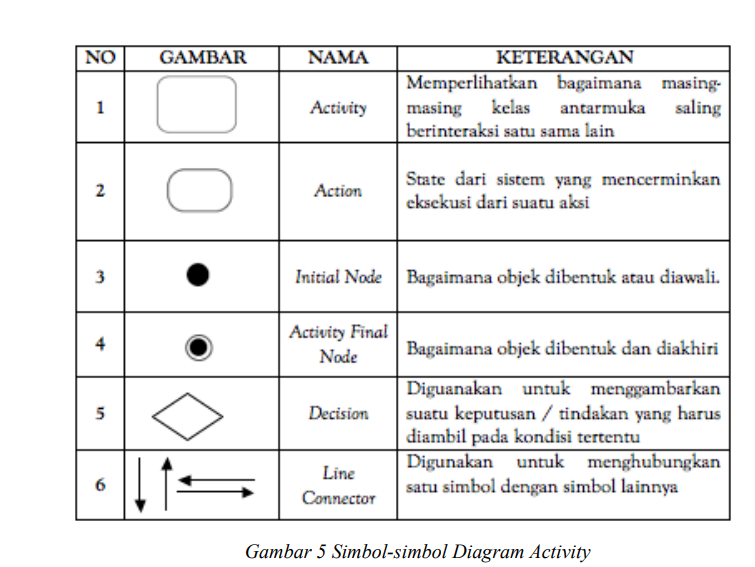 NO GAMBAR NAMA KETERANGAN
1 Activity Memperlihatkan bagaimana masing-
masing kelas antarmuka saling
berinteraksi satu sama lain
2 Action State dari sistem yang mencerminkan
eksekusi dari suatu aksi
3 Initial Node Bagaimana objek dibentuk atau diawali.
4 Activity Final
Node Bagaimana objek dibentuk dan diakhiri
5 Decision Diguanakan untuk menggambarkan
suatu keputusan / tindakan yang harus
diambil pada kondisi tertentu
6 Line
Connector Digunakan untuk menghubungkan
satu simbol dengan simbol lainnya
Gambar 5 Simbol-simbol Diagram Activity